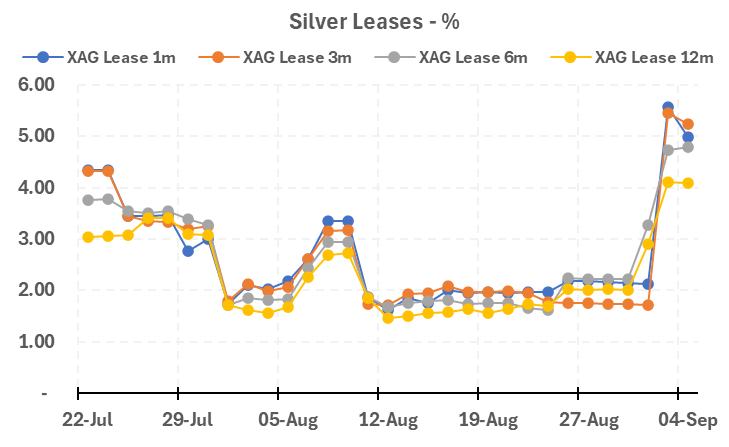 Silver Leases - %
XAG Lease 1m XAG Lease 3m XAG Lease 6m XAG Lease 12m
6.00
5.00
4.00
3.00
2.00
1.00
-
22-Jul 29-Jul 05-Aug 12-Aug 19-Aug 27-Aug 04-Sep